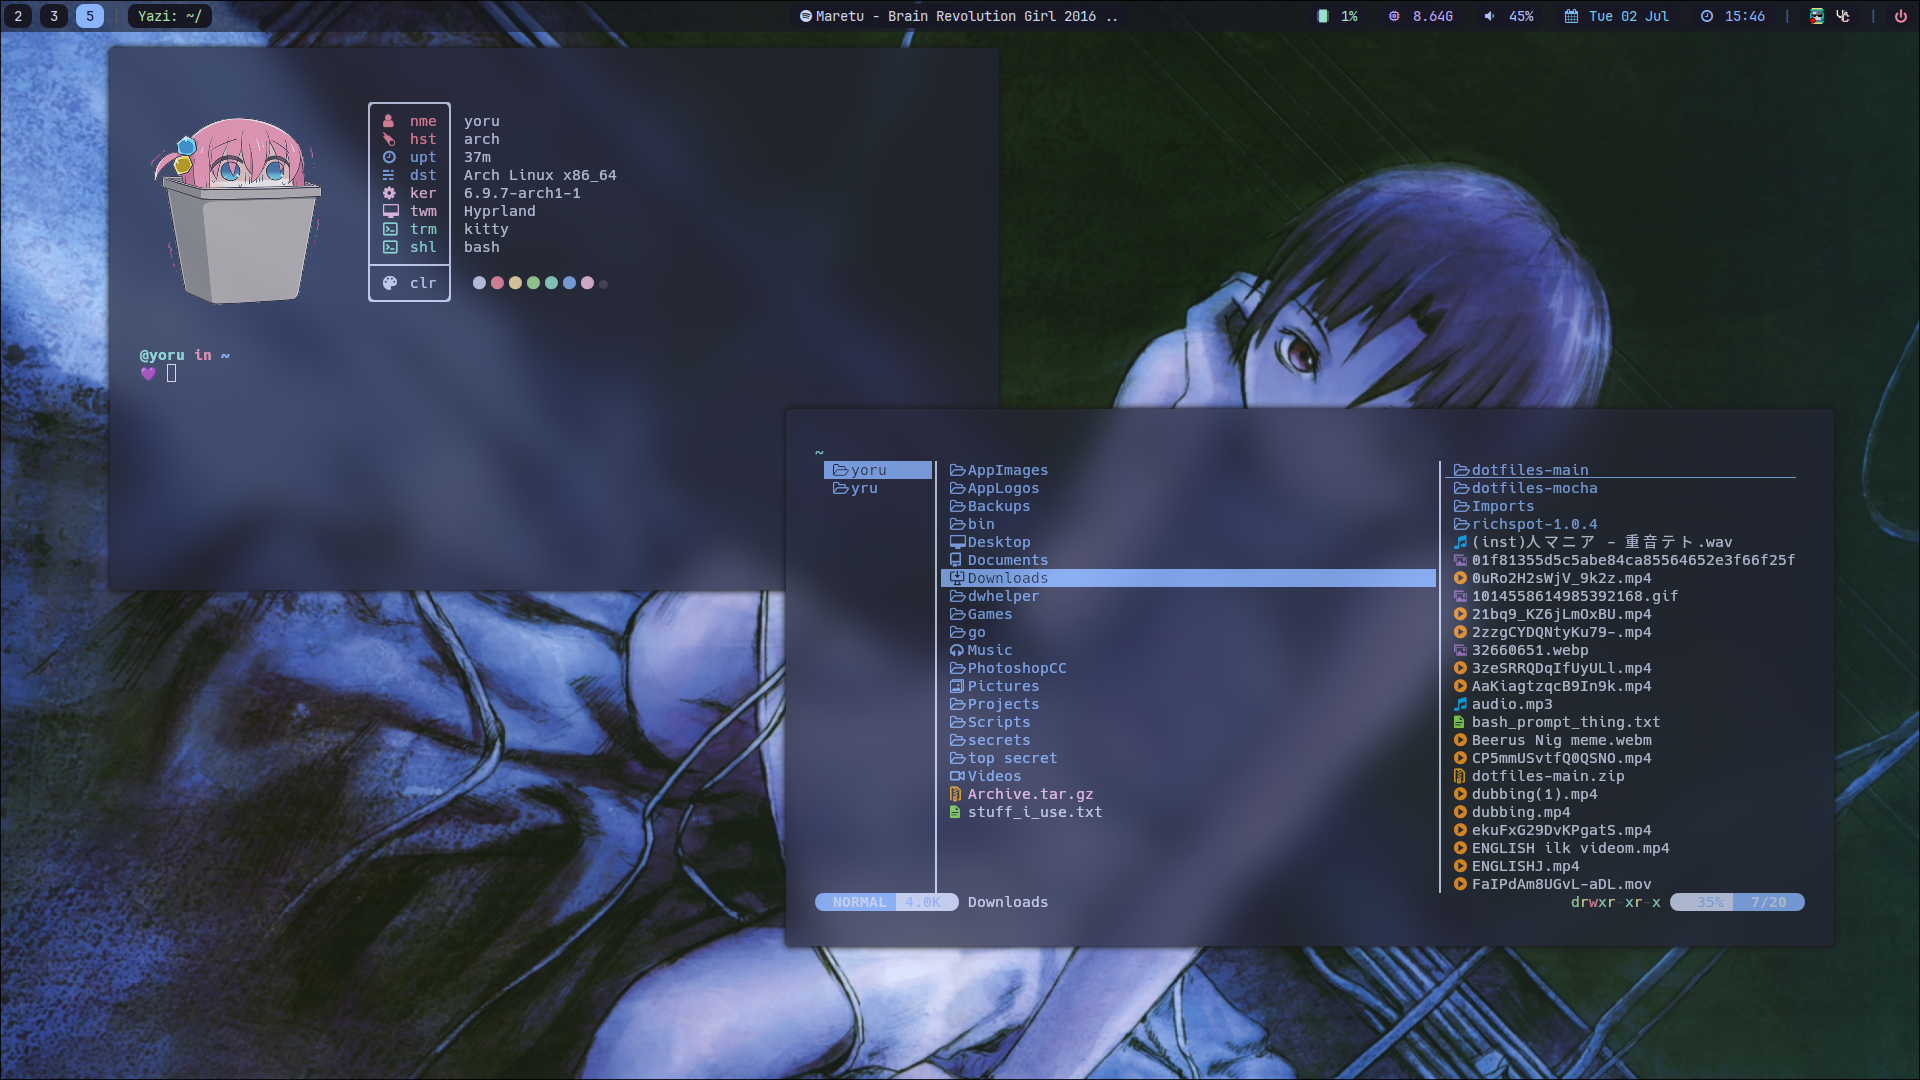 2 3 5 | Yazi: ~/
Maretu - Brain Revolution Girl 2016 ..
1% 8.64G 45% Tue 02 Jul 15:46
nme yoru
hst arch
upt 37m
dst Arch Linux x86_64
ker 6.9.7-arch1-1
twm Hyprland
trm kitty
shl bash
clr
@yoru in ~
~
yoru
yru
AppImages
AppLogos
Backups
bin
Desktop
Documents
Downloads
dwhelper
Games
go
Music
PhotoshopCC
Pictures
Projects
Scripts
secrets
top secret
Videos
Archive.tar.gz
stuff_i_use.txt
dotfiles-main
dotfiles-mocha
Imports
richspot-1.0.4
(inst)人マニア - 重音テト.wav
01f81355d5c5abe84ca85564652e3f66f25f
0uRo2H2sWjV_9k2z.mp4
1014558614985392168.gif
21bq9_KZ6jLmOxBU.mp4
2zzgCYDQNtyKu79-.mp4
32660651.webp
3zeSRRQDqIfUyULl.mp4
AaKiagtzqcB9In9k.mp4
audio.mp3
bash_prompt_thing.txt
Beerus Nig meme.webm
CP5mmUSvtfQ0QSNO.mp4
dotfiles-main.zip
dubbing(1).mp4
dubbing.mp4
ekuFxG29DvKPgatS.mp4
ENGLISH ilk videom.mp4
ENGLISHJ.mp4
FaIPdAm8UGvL-aDL.mov
NORMAL 4.0K Downloads
drwxr-xr-x 35% 7/20